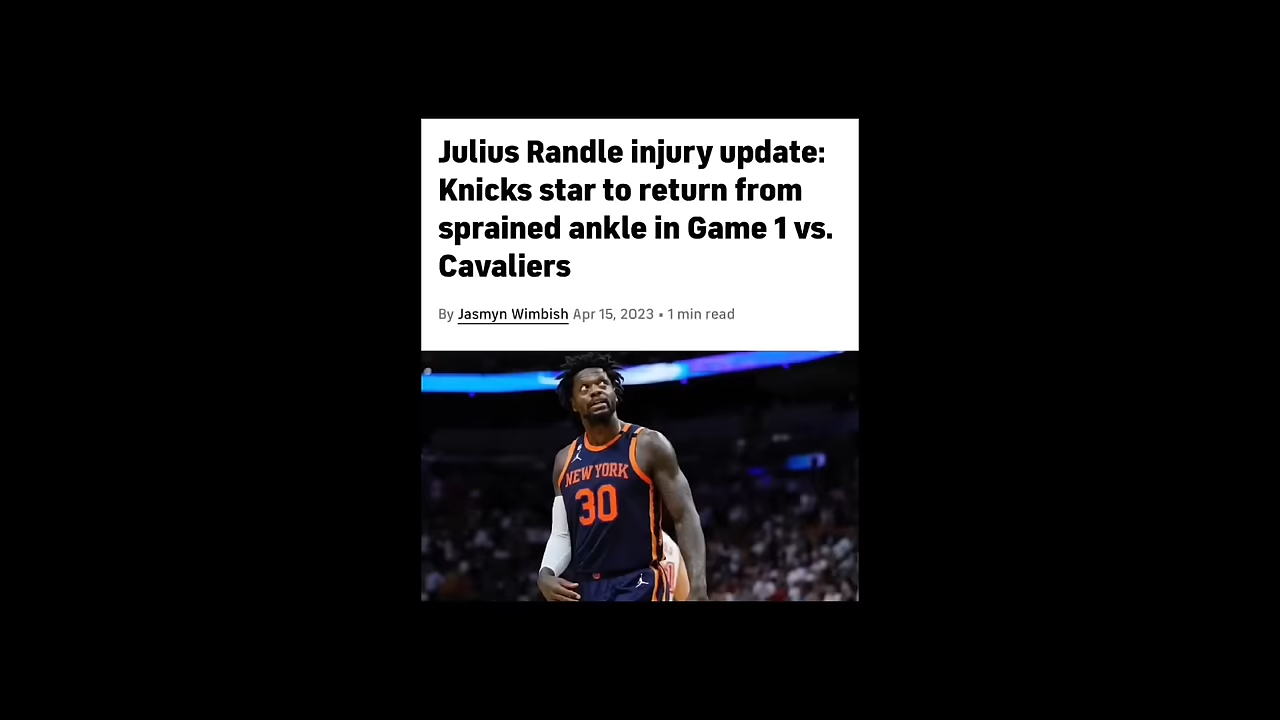 Julius Randle injury update:
Knicks star to return from
sprained ankle in Game 1 vs.
Cavaliers
By Jasmyn Wimbish Apr 15, 2023 • 1 min read
NEW YORK
30